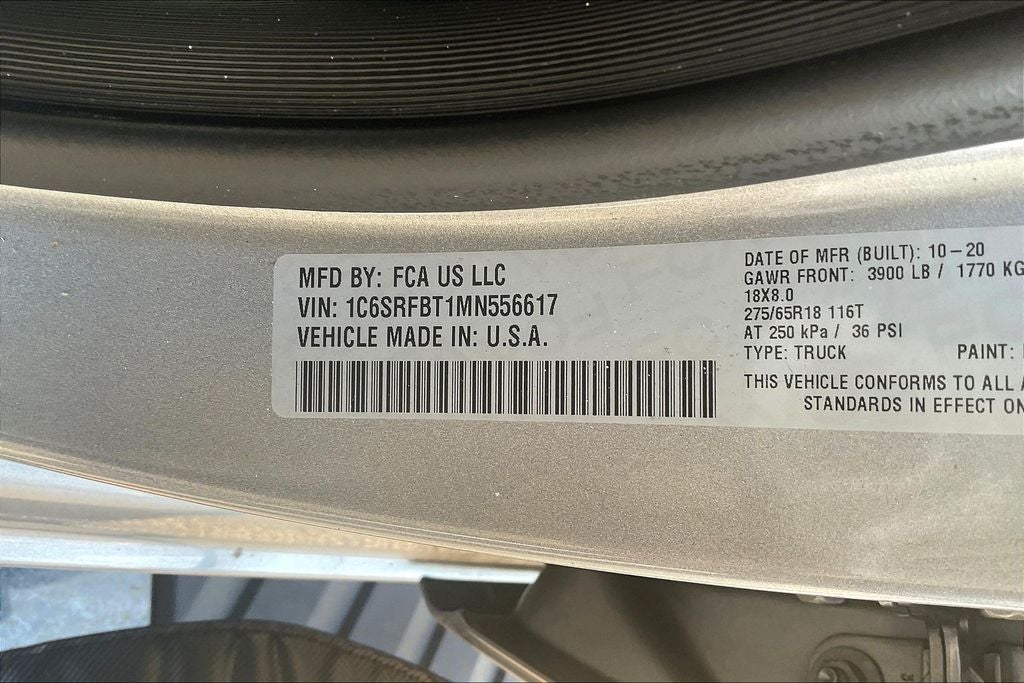 MFD BY: FCA US LLC
VIN: 1C6SRFBT1MN556617
VEHICLE MADE IN: U.S.A.
DATE OF MFR (BUILT): 10-20
GAWR FRONT: 3900 LB / 1770 KG
18X8.0
275/65R18 116T
AT 250 kPa / 36 PSI
TYPE: TRUCK PAINT:
THIS VEHICLE CONFORMS TO ALL
STANDARDS IN EFFECT ON